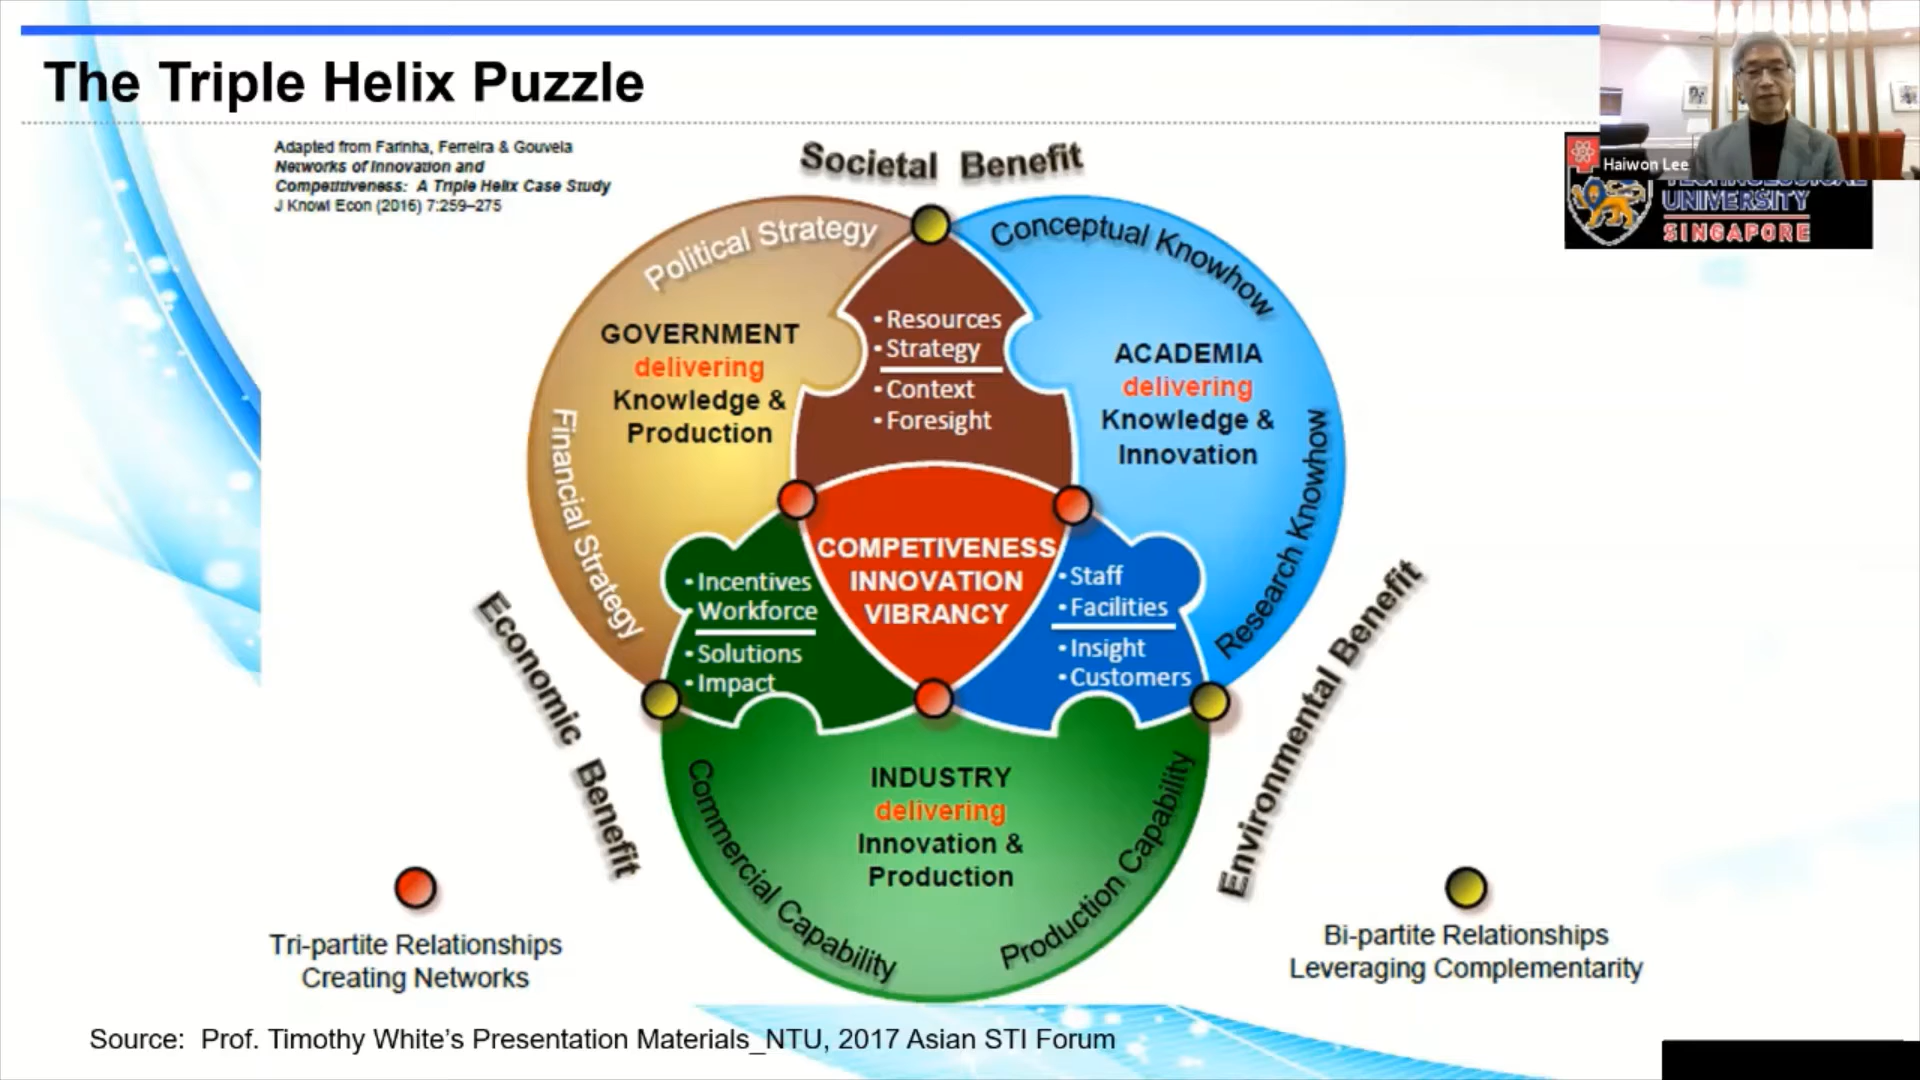 The Triple Helix Puzzle
Adapted from Farinha, Ferreira & Gouvela
Networks of Innovation and
Competitiveness: A Triple Helix Case Study
J Knowl Econ (2016) 7:259–275
Haiwon Lee
UNIVERSITY
SINGAPORE
Societal Benefit
Political Strategy
Conceptual Knowhow
GOVERNMENT
delivering
Knowledge &
Production
Financial Strategy
• Resources
• Strategy
• Context
• Foresight
ACADEMIA
delivering
Knowledge &
Innovation
Research Knowhow
COMPETIVENESS
INNOVATION
VIBRANCY
• Incentives
• Workforce
• Solutions
• Impact
• Staff
• Facilities
• Insight
• Customers
Economic Benefit
Environmental Benefit
INDUSTRY
delivering
Innovation &
Production
Commercial Capability
Production Capability
Tri-partite Relationships
Creating Networks
Bi-partite Relationships
Leveraging Complementarity
Source: Prof. Timothy White's Presentation Materials_NTU, 2017 Asian STI Forum